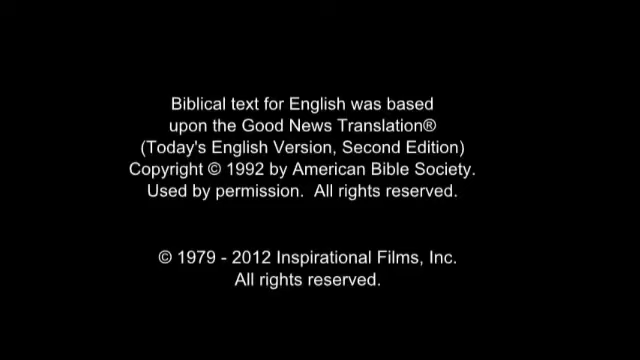 Biblical text for English was based
upon the Good News Translation®
(Today's English Version, Second Edition)
Copyright © 1992 by American Bible Society.
Used by permission.  All rights reserved.
© 1979 - 2012 Inspirational Films, Inc.
All rights reserved.